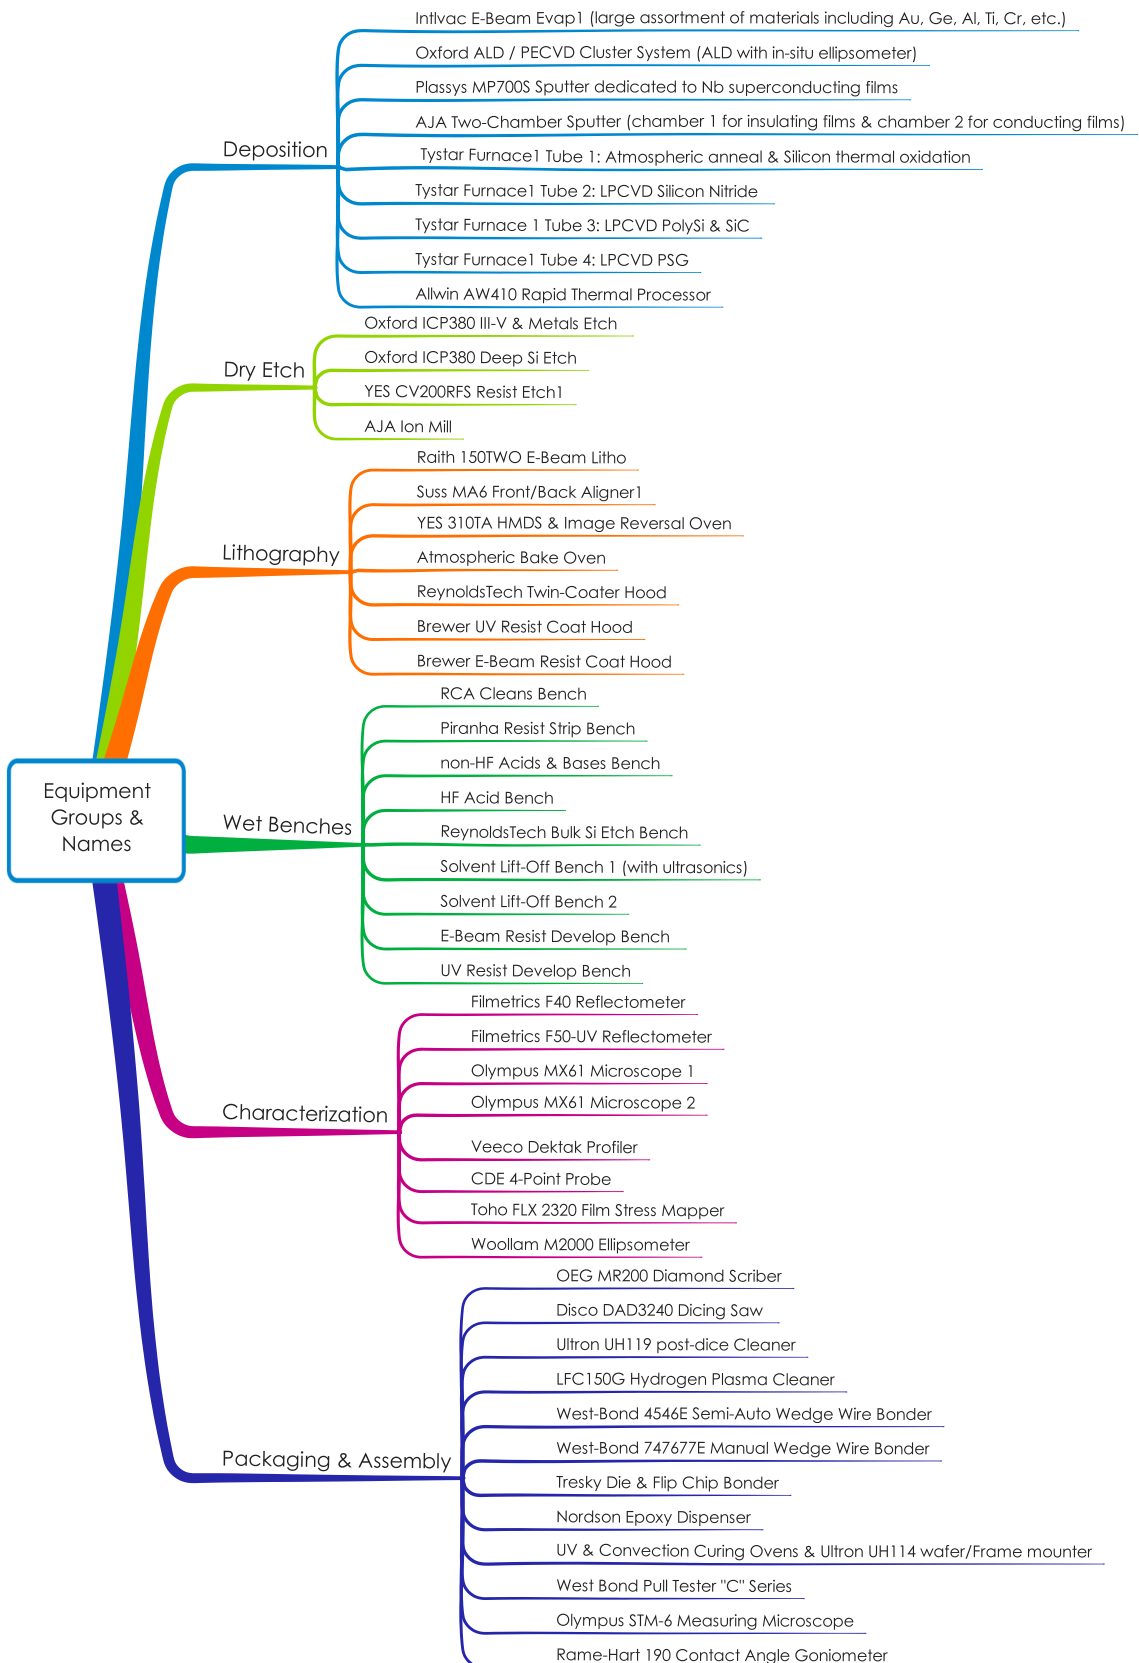 Equipment
Groups &
Names
Deposition
Intlvac E-Beam Evap1 (large assortment of materials including Au, Ge, Al, Ti, Cr, etc.)
Oxford ALD / PECVD Cluster System (ALD with in-situ ellipsometer)
Plassys MP700S Sputter dedicated to Nb superconducting films
AJA Two-Chamber Sputter (chamber 1 for insulating films & chamber 2 for conducting films)
Tystar Furnace1 Tube 1: Atmospheric anneal & Silicon thermal oxidation
Tystar Furnace1 Tube 2: LPCVD Silicon Nitride
Tystar Furnace 1 Tube 3: LPCVD PolySi & SiC
Tystar Furnace1 Tube 4: LPCVD PSG
Allwin AW410 Rapid Thermal Processor
Dry Etch
Oxford ICP380 III-V & Metals Etch
Oxford ICP380 Deep Si Etch
YES CV200RFS Resist Etch1
AJA Ion Mill
Lithography
Raith 150TWO E-Beam Litho
Suss MA6 Front/Back Aligner1
YES 310TA HMDS & Image Reversal Oven
Atmospheric Bake Oven
ReynoldsTech Twin-Coater Hood
Brewer UV Resist Coat Hood
Brewer E-Beam Resist Coat Hood
Wet Benches
RCA Cleans Bench
Piranha Resist Strip Bench
non-HF Acids & Bases Bench
HF Acid Bench
ReynoldsTech Bulk Si Etch Bench
Solvent Lift-Off Bench 1 (with ultrasonics)
Solvent Lift-Off Bench 2
E-Beam Resist Develop Bench
UV Resist Develop Bench
Characterization
Filmetrics F40 Reflectometer
Filmetrics F50-UV Reflectometer
Olympus MX61 Microscope 1
Olympus MX61 Microscope 2
Veeco Dektak Profiler
CDE 4-Point Probe
Toho FLX 2320 Film Stress Mapper
Woollam M2000 Ellipsometer
Packaging & Assembly
OEG MR200 Diamond Scriber
Disco DAD3240 Dicing Saw
Ultron UH119 post-dice Cleaner
LFC150G Hydrogen Plasma Cleaner
West-Bond 4546E Semi-Auto Wedge Wire Bonder
West-Bond 747677E Manual Wedge Wire Bonder
Tresky Die & Flip Chip Bonder
Nordson Epoxy Dispenser
UV & Convection Curing Ovens & Ultron UH114 wafer/Frame mounter
West Bond Pull Tester "C" Series
Olympus STM-6 Measuring Microscope
Rame-Hart 190 Contact Angle Goniometer